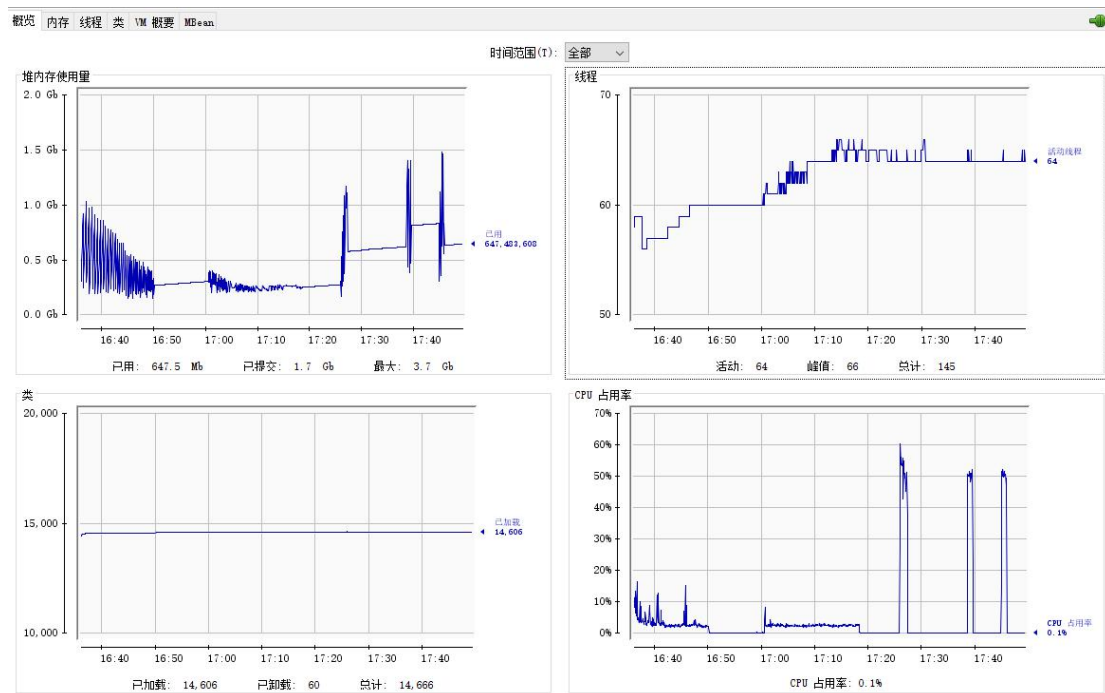 概览 内存 线程 类 VM 概要 MBean
时间范围(T): 全部
堆内存使用量
2.0 Gb
1.5 Gb
1.0 Gb
0.5 Gb
0.0 Gb
已用
647,483,608
16:40 16:50 17:00 17:10 17:20 17:30 17:40
已用: 647.5 Mb 已提交: 1.7 Gb 最大: 3.7 Gb
线程
70
60
50
活动线程
64
16:40 16:50 17:00 17:10 17:20 17:30 17:40
活动: 64 峰值: 66 总计: 145
类
20,000
15,000
10,000
已加载
14,606
16:40 16:50 17:00 17:10 17:20 17:30 17:40
已加载: 14,606 已卸载: 60 总计: 14,666
CPU 占用率
70%
60%
50%
40%
30%
20%
10%
0%
CPU 占用率
0.1%
16:40 16:50 17:00 17:10 17:20 17:30 17:40
CPU 占用率: 0.1%